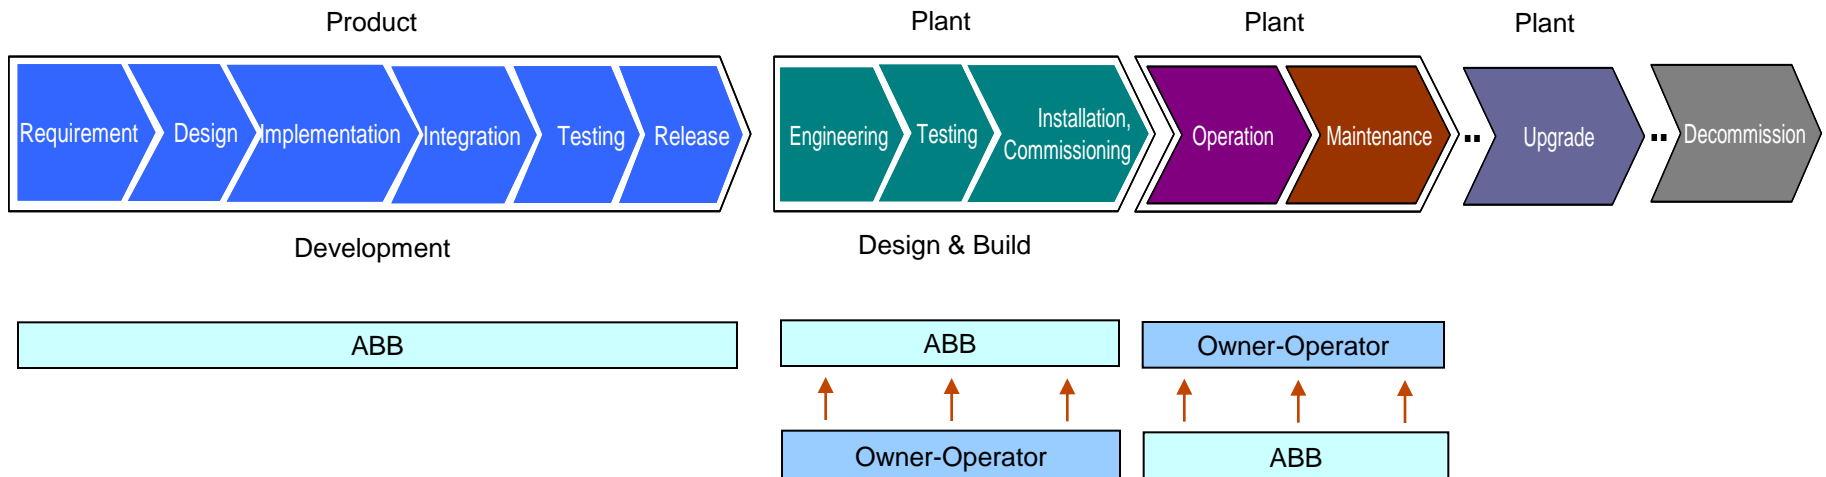 Product
Plant
Plant
Plant
Requirement
Design
Implementation
Integration
Testing
Release
Engineering
Testing
Installation,
Commissioning
Operation
Maintenance
..
Upgrade
..
Decommission
Development
Design & Build
ABB
ABB
Owner-Operator
Owner-Operator
ABB